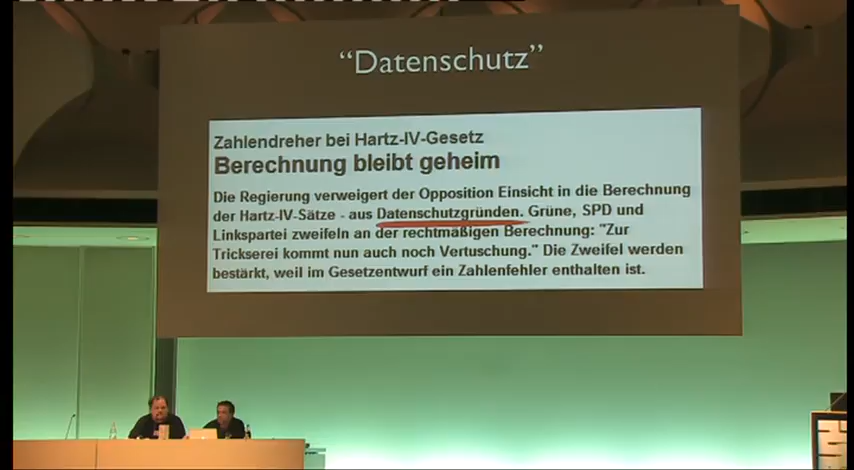 “Datenschutz”
Zahlendreher bei Hartz-IV-Gesetz
Berechnung bleibt geheim
Die Regierung verweigert der Opposition Einsicht in die Berechnung
der Hartz-IV-Sätze - aus Datenschutzgründen. Grüne, SPD und
Linkspartei zweifeln an der rechtmäßigen Berechnung: "Zur
Trickserei kommt nun auch noch Vertuschung." Die Zweifel werden
bestärkt, weil im Gesetzentwurf ein Zahlenfehler enthalten ist.